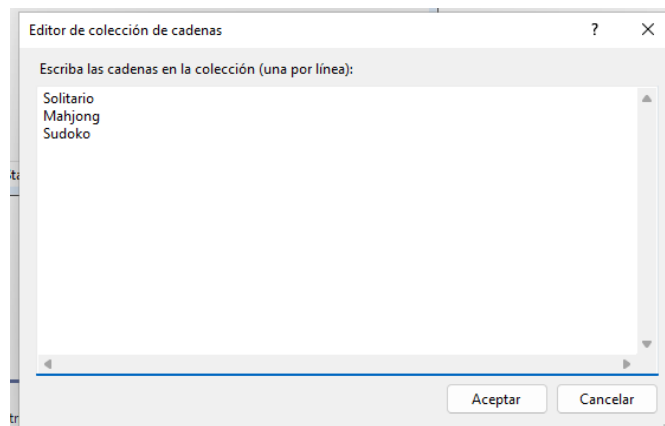 Editor de colección de cadenas ? X
Escriba las cadenas en la colección (una por línea):
Solitario
Mahjong
Sudoko
Aceptar Cancelar